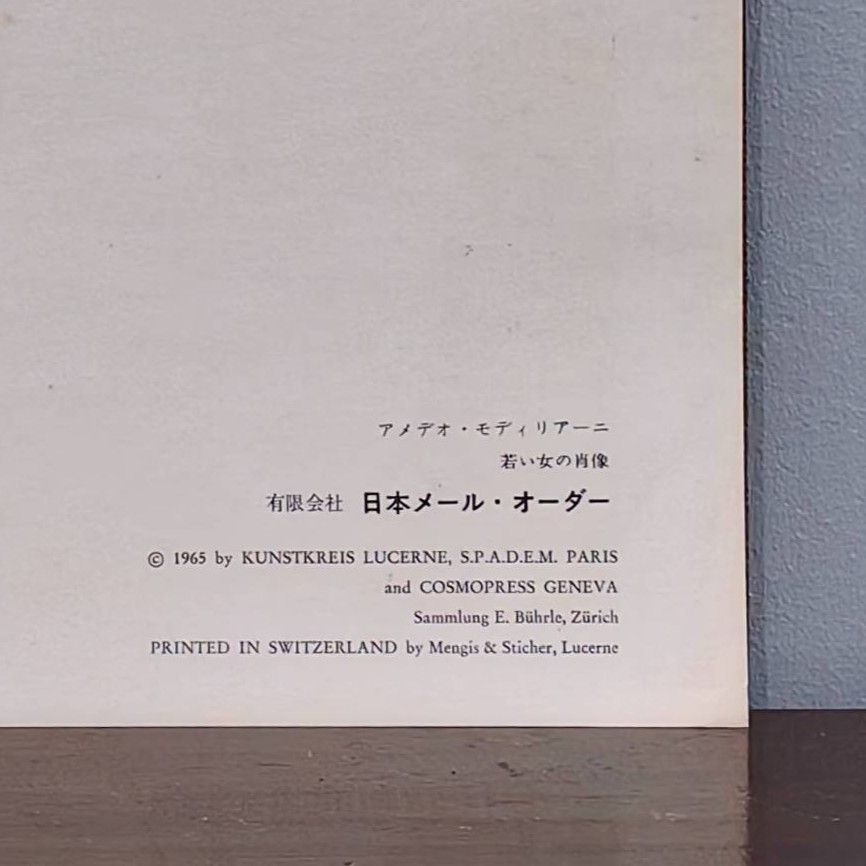 アメデオ・モディリアーニ
若い女の肖像
有限会社 日本メール・オーダー
© 1965 by KUNSTKREIS LUCERNE, S.P.A.D.E.M. PARIS
and COSMOPRESS GENEVA
Sammlung E. Bührle, Zürich
PRINTED IN SWITZERLAND by Mengis & Sticher, Lucerne